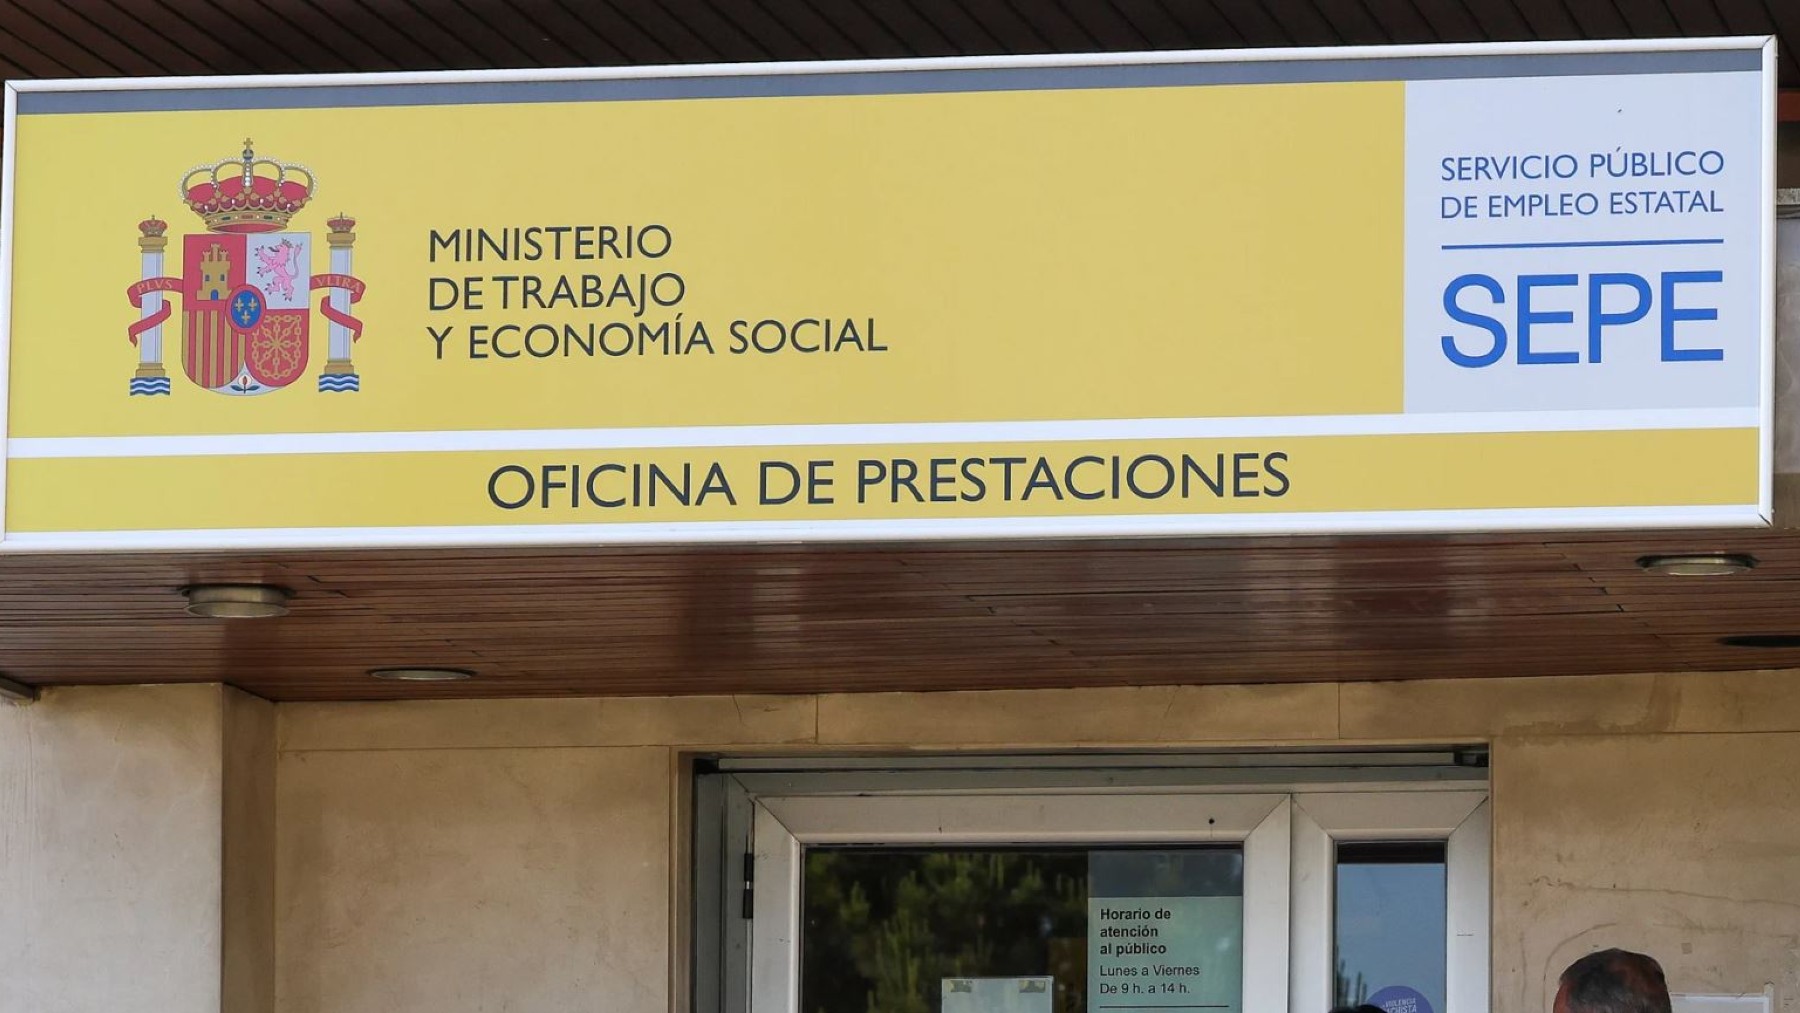 MINISTERIO
DE TRABAJO
Y ECONOMÍA SOCIAL
PLVS
VLTRA
SERVICIO PÚBLICO
DE EMPLEO ESTATAL
SEPE
OFICINA DE PRESTACIONES
Horario de
atención
al público
Lunes a Viernes
De 9 h. a 14 h.
VIOLENCIA